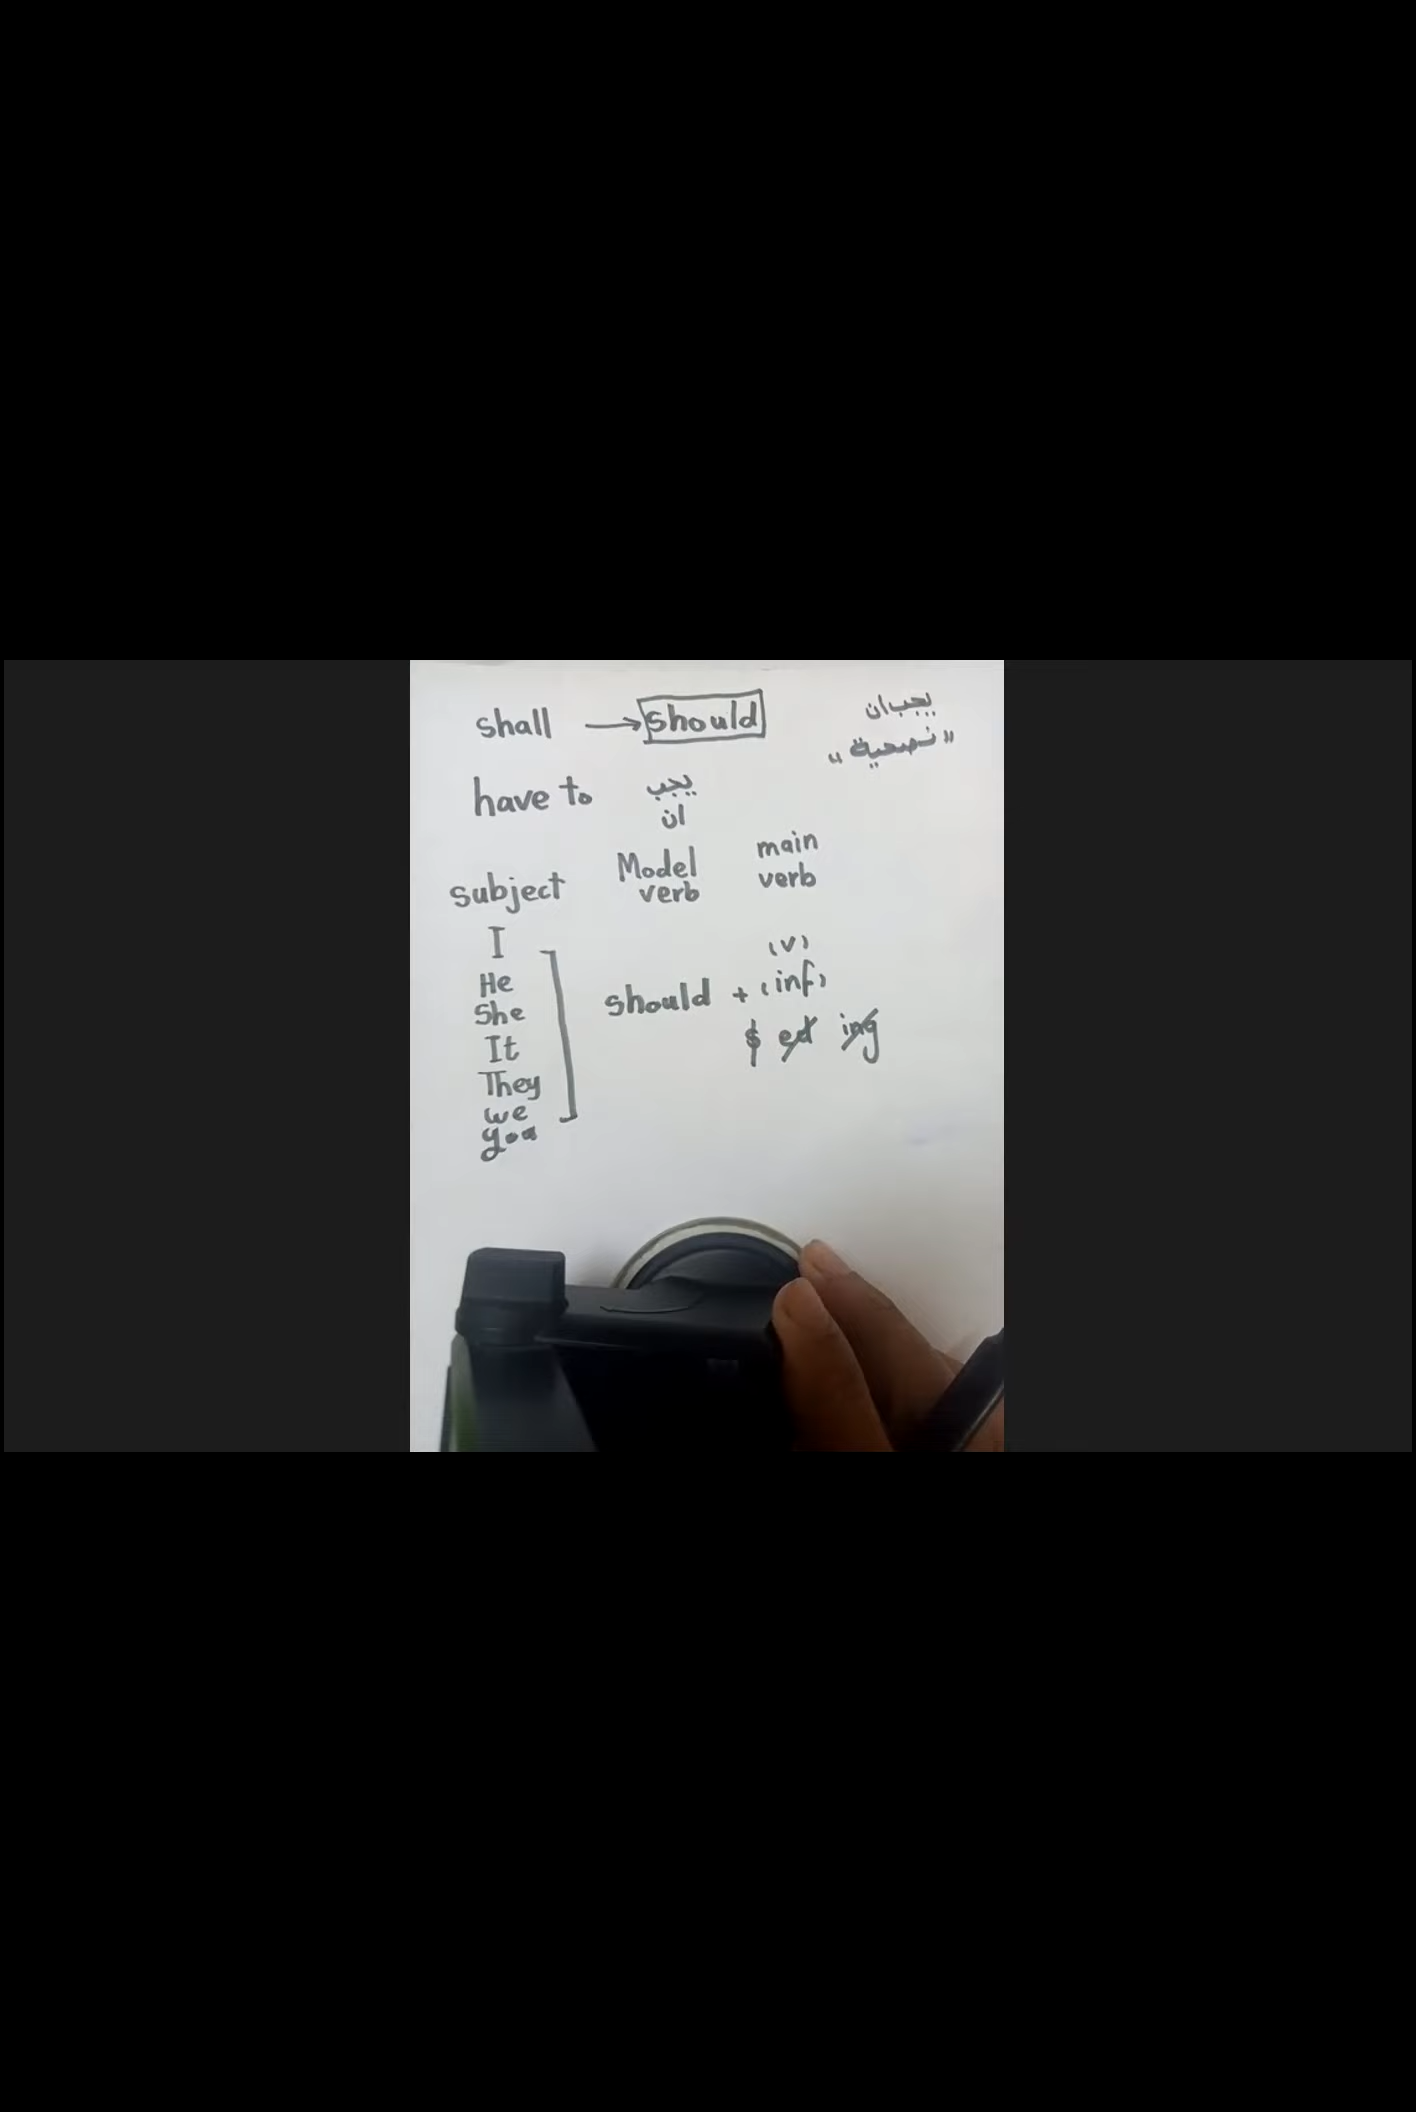 shall → should
يجب ان
"نصحية"
have to يجب
ان
subject Model verb main verb
I
He
She
It
They
we
you
(v)
should + (inf)
s ed ing